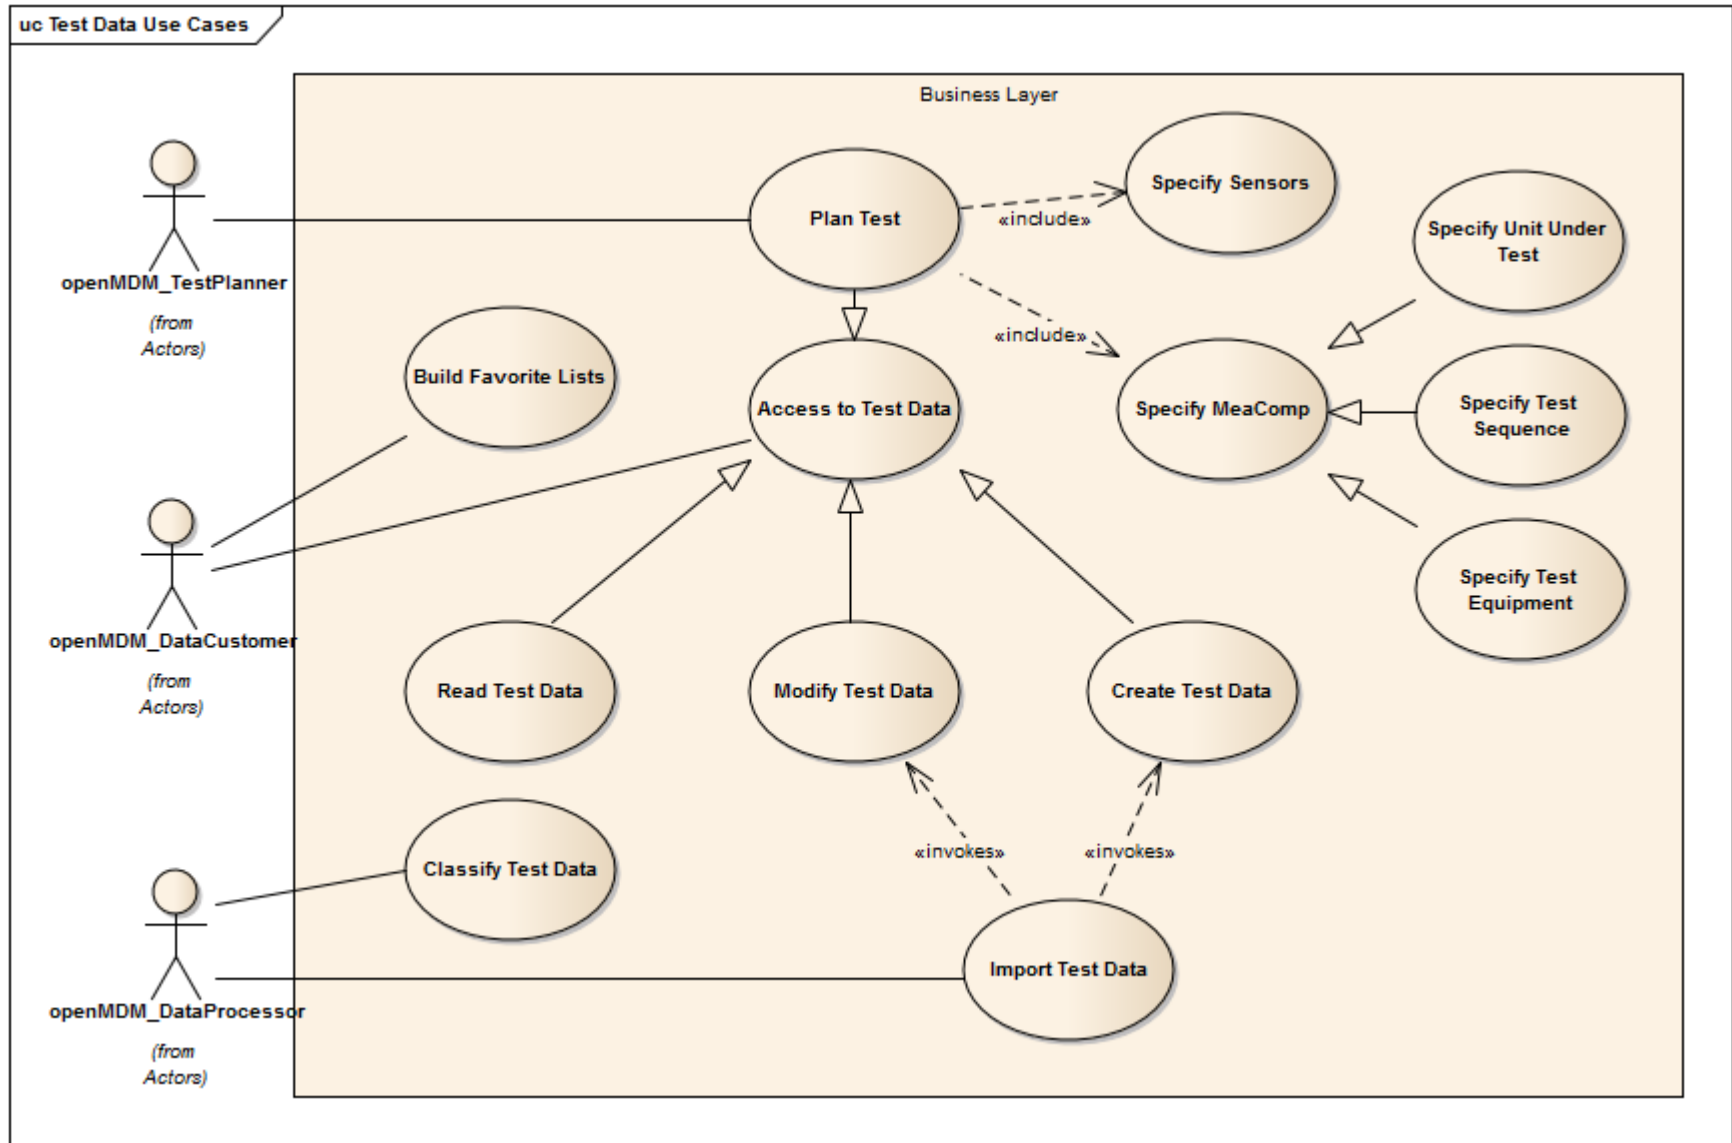 uc Test Data Use Cases
Business Layer
Specify Sensors
Plan Test
«include»
Specify Unit Under
Test
openMDM_TestPlanner
(from
Actors)
«include»
Build Favorite Lists
Access to Test Data
Specify MeaComp
Specify Test
Sequence
Specify Test
Equipment
openMDM_DataCustomer
(from
Actors)
Read Test Data
Modify Test Data
Create Test Data
«invokes»
«invokes»
Classify Test Data
Import Test Data
openMDM_DataProcessor
(from
Actors)